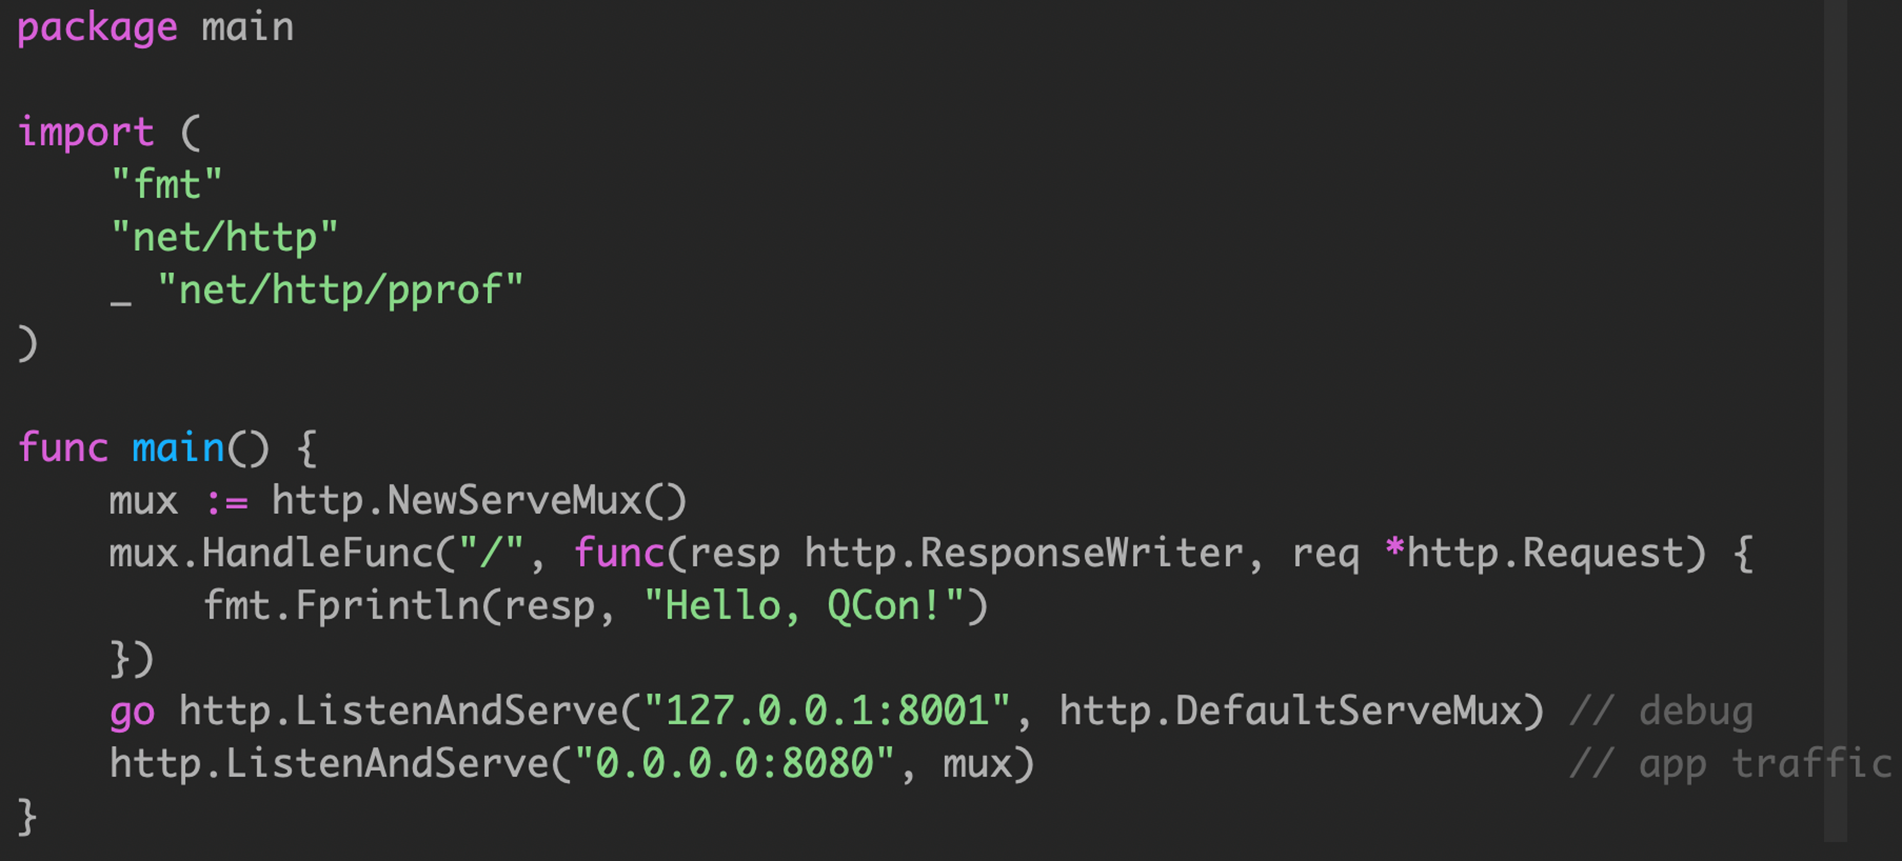 package main

import (
    "fmt"
    "net/http"
    _ "net/http/pprof"
)

func main() {
    mux := http.NewServeMux()
    mux.HandleFunc("/", func(resp http.ResponseWriter, req *http.Request) {
        fmt.Fprintln(resp, "Hello, QCon!")
    })
    go http.ListenAndServe("127.0.0.1:8001", http.DefaultServeMux) // debug
    http.ListenAndServe("0.0.0.0:8080", mux)                       // app traffic
}